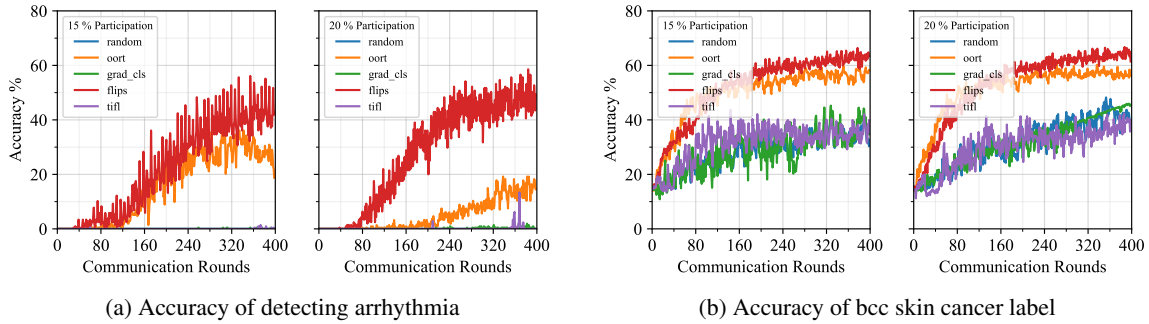 80
60
40
20
0
Accuracy %
15 % Participation
random
oort
grad_cls
flips
tifl
0 80 160 240 320 400
Communication Rounds
20 % Participation
random
oort
grad_cls
flips
tifl
0 80 160 240 320 400
Communication Rounds
(a) Accuracy of detecting arrhythmia
80
60
40
20
0
Accuracy %
15 % Participation
random
oort
grad_cls
flips
tifl
0 80 160 240 320 400
Communication Rounds
20 % Participation
random
oort
grad_cls
flips
tifl
0 80 160 240 320 400
Communication Rounds
(b) Accuracy of bcc skin cancer label